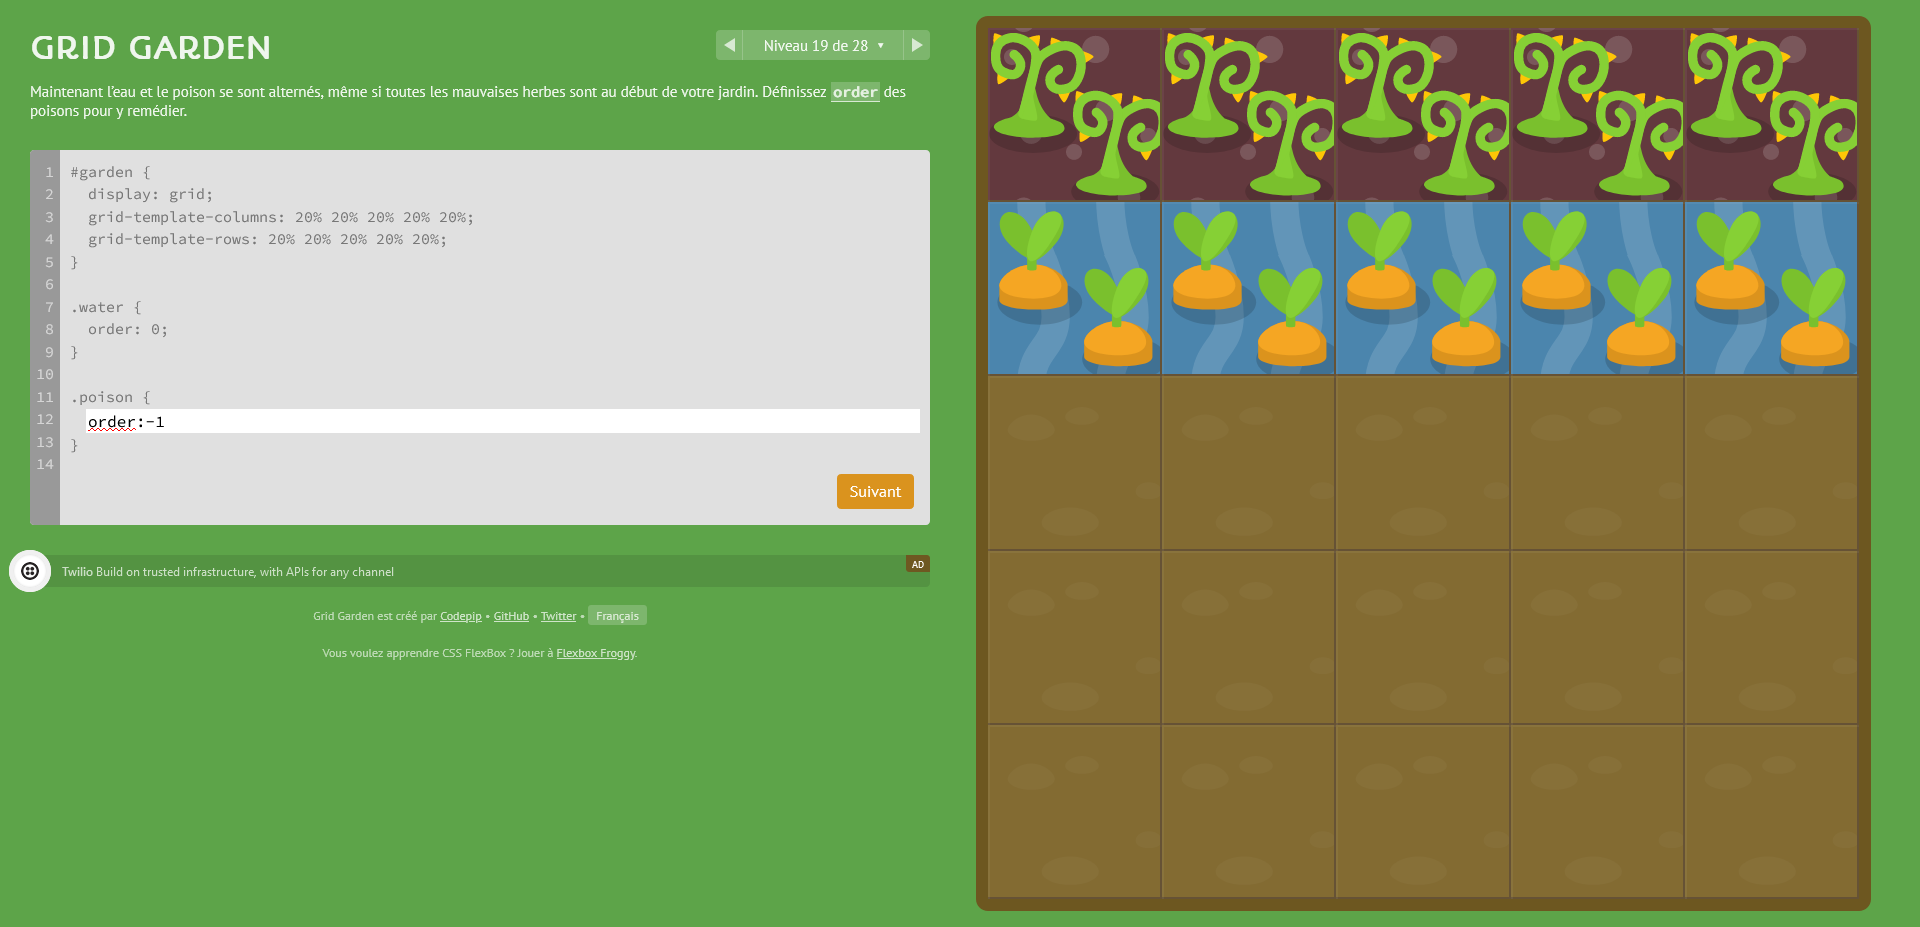 GRID GARDEN
Niveau 19 de 28 ▾
Maintenant l'eau et le poison se sont alternés, même si toutes les mauvaises herbes sont au début de votre jardin. Définissez order des
poisons pour y remédier.
1 #garden {
2 display: grid;
3 grid-template-columns: 20% 20% 20% 20% 20%;
4 grid-template-rows: 20% 20% 20% 20% 20%;
5 }
6
7 .water {
8 order: 0;
9 }
10
11 .poison {
12 order:-1
13 }
14
Suivant
Twilio Build on trusted infrastructure, with APIs for any channel
AD
Grid Garden est créé par Codepip • GitHub • Twitter • Français
Vous voulez apprendre CSS FlexBox ? Jouer à Flexbox Froggy.